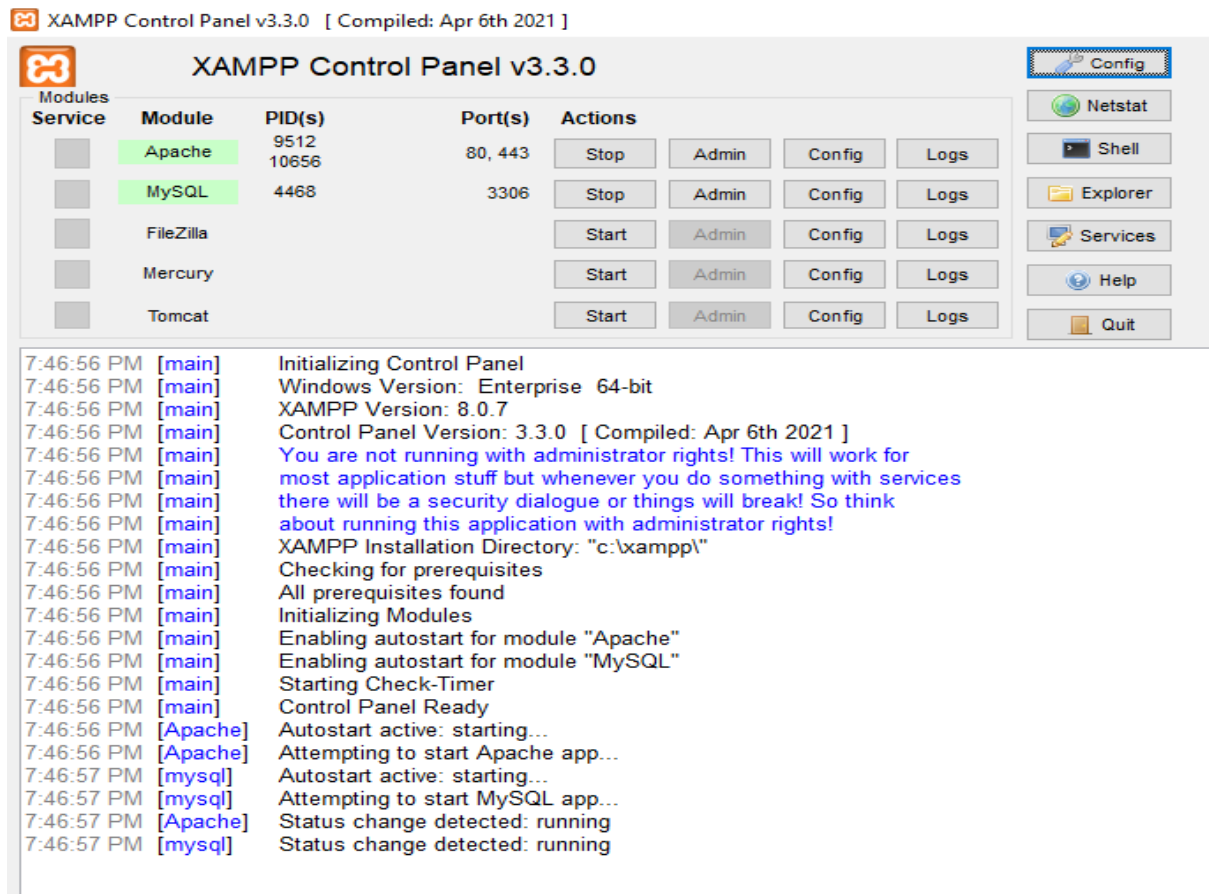 XAMPP Control Panel v3.3.0 [ Compiled: Apr 6th 2021 ]
XAMPP Control Panel v3.3.0
Config
Modules
Netstat
Service Module PID(s) Port(s) Actions
Apache 9512 80, 443 Stop Admin Config Logs
10656
Shell
MySQL 4468 3306 Stop Admin Config Logs
Explorer
FileZilla Start Admin Config Logs
Services
Mercury Start Admin Config Logs
Help
Tomcat Start Admin Config Logs
Quit
7:46:56 PM [main] Initializing Control Panel
7:46:56 PM [main] Windows Version: Enterprise 64-bit
7:46:56 PM [main] XAMPP Version: 8.0.7
7:46:56 PM [main] Control Panel Version: 3.3.0 [ Compiled: Apr 6th 2021 ]
7:46:56 PM [main] You are not running with administrator rights! This will work for
7:46:56 PM [main] most application stuff but whenever you do something with services
7:46:56 PM [main] there will be a security dialogue or things will break! So think
7:46:56 PM [main] about running this application with administrator rights!
7:46:56 PM [main] XAMPP Installation Directory: "c:\xampp\"
7:46:56 PM [main] Checking for prerequisites
7:46:56 PM [main] All prerequisites found
7:46:56 PM [main] Initializing Modules
7:46:56 PM [main] Enabling autostart for module "Apache"
7:46:56 PM [main] Enabling autostart for module "MySQL"
7:46:56 PM [main] Starting Check-Timer
7:46:56 PM [main] Control Panel Ready
7:46:56 PM [Apache] Autostart active: starting...
7:46:56 PM [Apache] Attempting to start Apache app...
7:46:57 PM [mysql] Autostart active: starting...
7:46:57 PM [mysql] Attempting to start MySQL app...
7:46:57 PM [Apache] Status change detected: running
7:46:57 PM [mysql] Status change detected: running